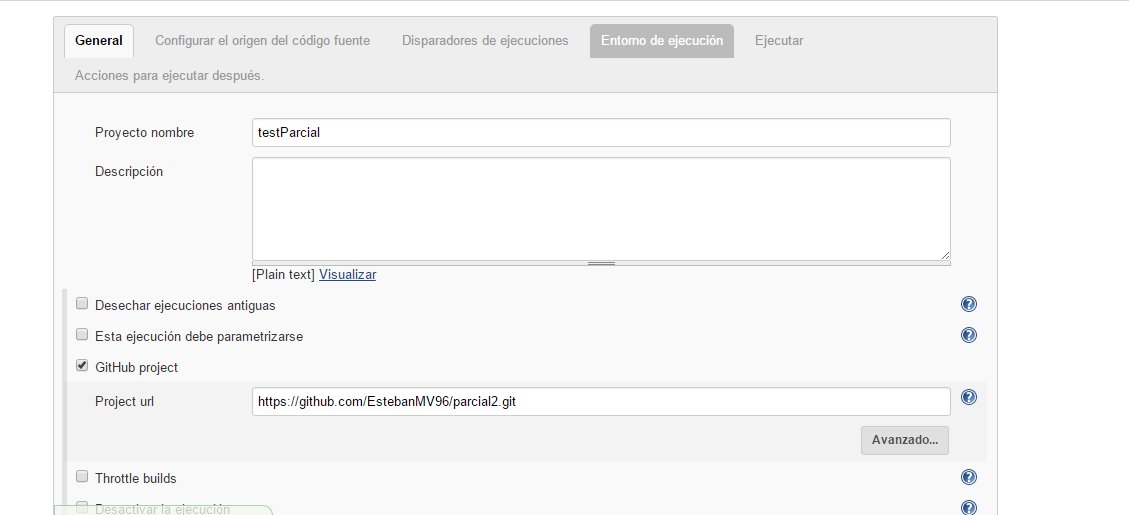 General Configurar el origen del código fuente Disparadores de ejecuciones Entorno de ejecución Ejecutar
Acciones para ejecutar después.
Proyecto nombre testParcial
Descripción
[Plain text] Visualizar
Desechar ejecuciones antiguas
Esta ejecución debe parametrizarse
GitHub project
Project url https://github.com/EstebanMV96/parcial2.git
Avanzado...
Throttle builds
Desactivar la ejecución